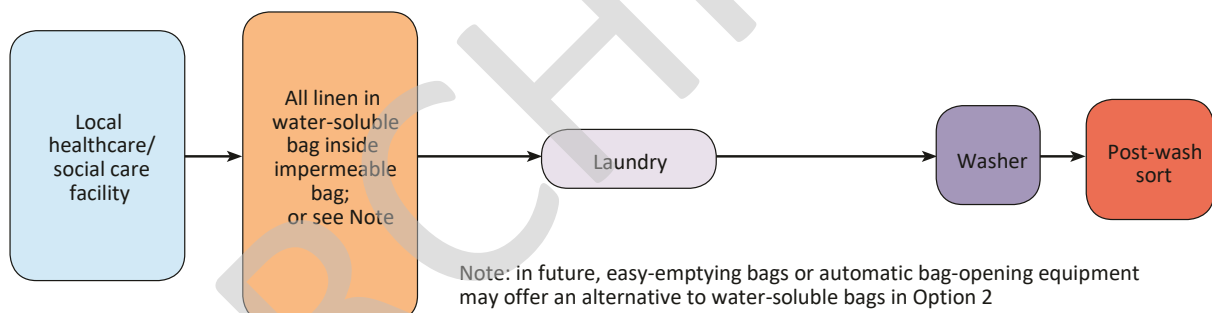 Local
healthcare/
social care
facility
All linen in
water-soluble
bag inside
impermeable
bag;
or see Note
Laundry
Washer
Post-wash
sort
Note: in future, easy-emptying bags or automatic bag-opening equipment
may offer an alternative to water-soluble bags in Option 2
RCHI